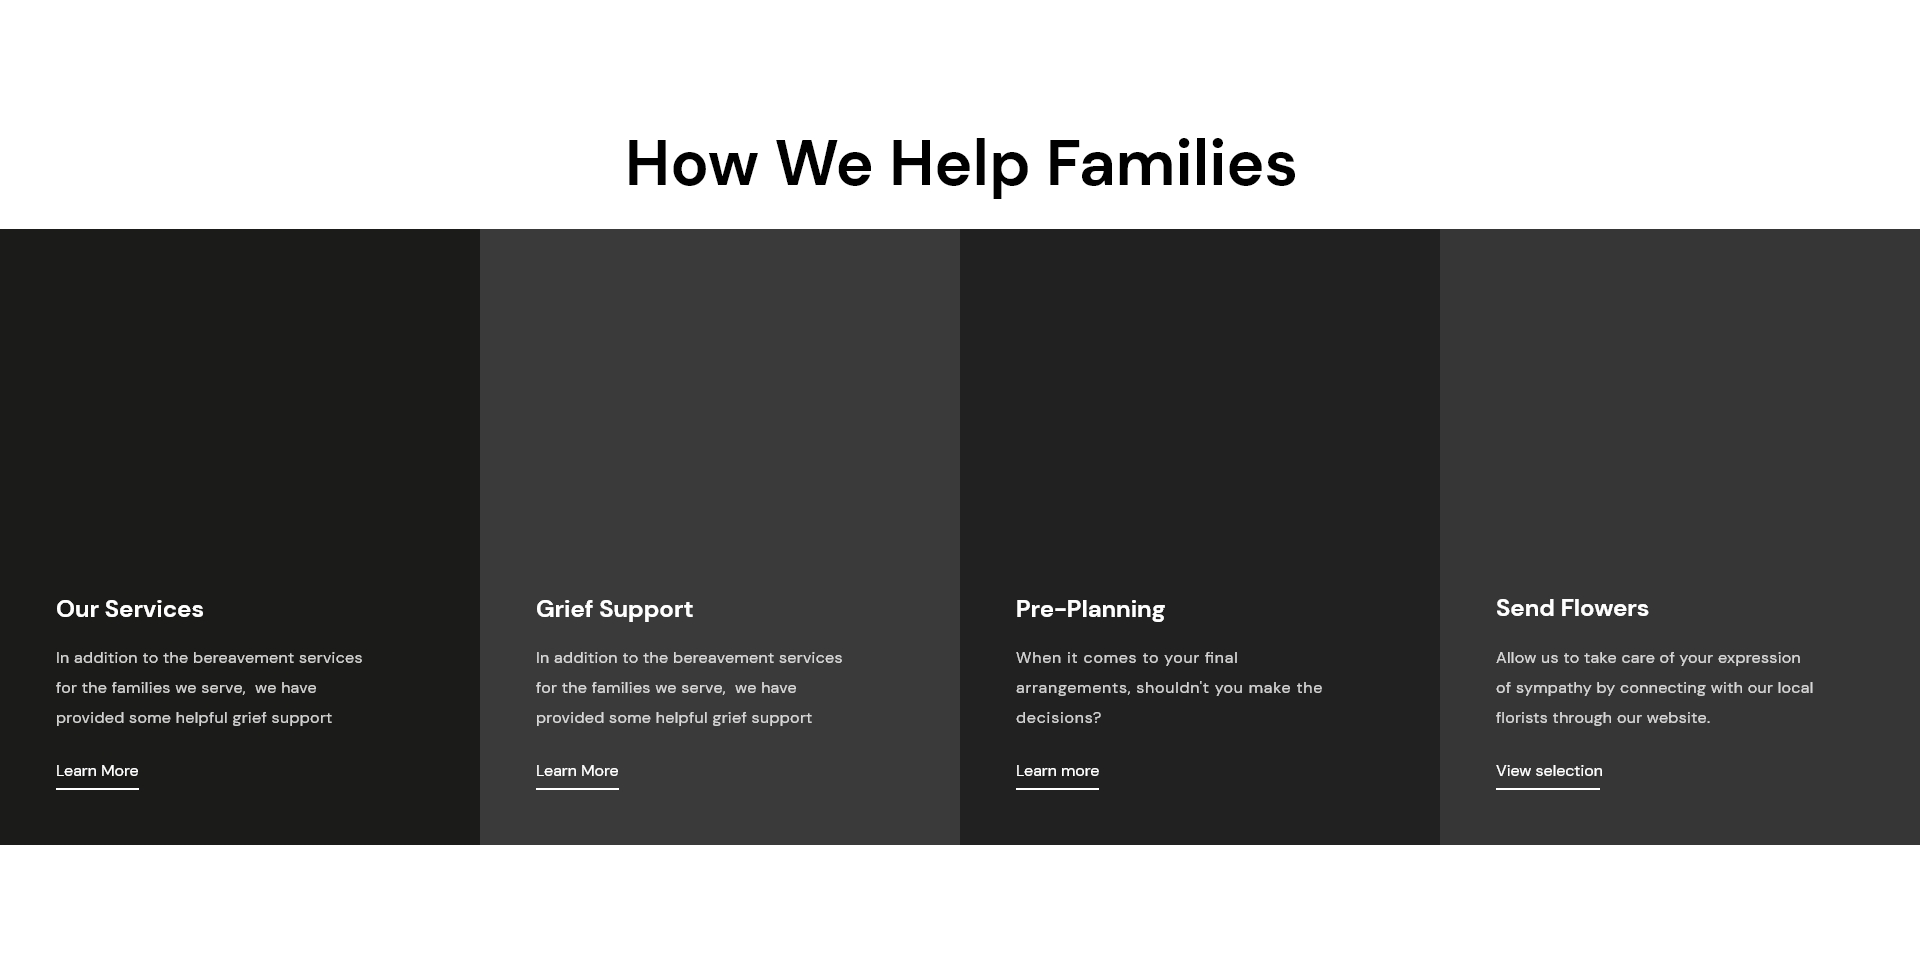 How We Help Families
Our Services
In addition to the bereavement services
for the families we serve,  we have
provided some helpful grief support
Learn More
Grief Support
In addition to the bereavement services
for the families we serve,  we have
provided some helpful grief support
Learn More
Pre-Planning
When it comes to your final
arrangements, shouldn't you make the
decisions?
Learn more
Send Flowers
Allow us to take care of your expression
of sympathy by connecting with our local
florists through our website.
View selection